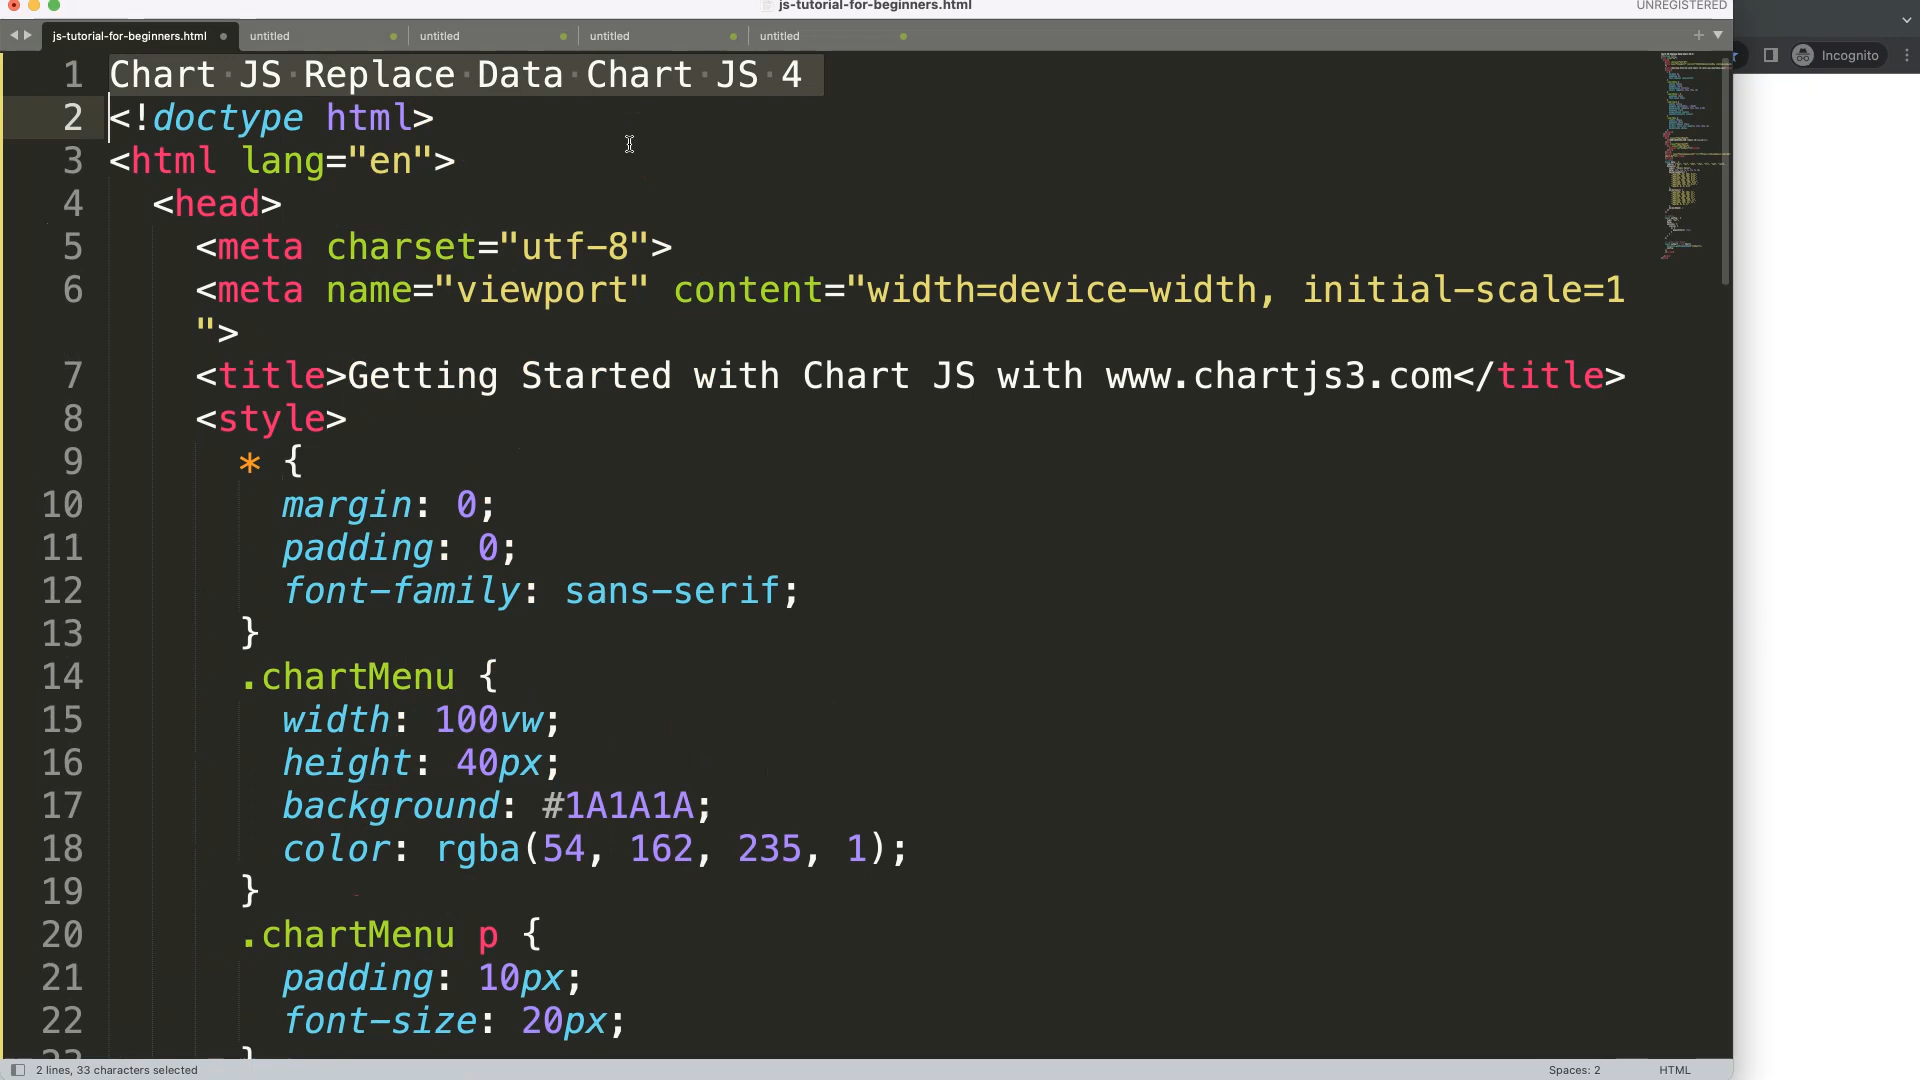 js-tutorial-for-beginners.html
UNREGISTERED
js-tutorial-for-beginners.html untitled untitled untitled untitled
Incognito
1 Chart JS Replace Data Chart JS 4
2 <!doctype html>
3 <html lang="en">
4 <head>
5 <meta charset="utf-8">
6 <meta name="viewport" content="width=device-width, initial-scale=1
">
7 <title>Getting Started with Chart JS with www.chartjs3.com</title>
8 <style>
9 * {
10 margin: 0;
11 padding: 0;
12 font-family: sans-serif;
13 }
14 .chartMenu {
15 width: 100vw;
16 height: 40px;
17 background: #1A1A1A;
18 color: rgba(54, 162, 235, 1);
19 }
20 .chartMenu p {
21 padding: 10px;
22 font-size: 20px;
23 }
2 lines, 33 characters selected
Spaces: 2
HTML